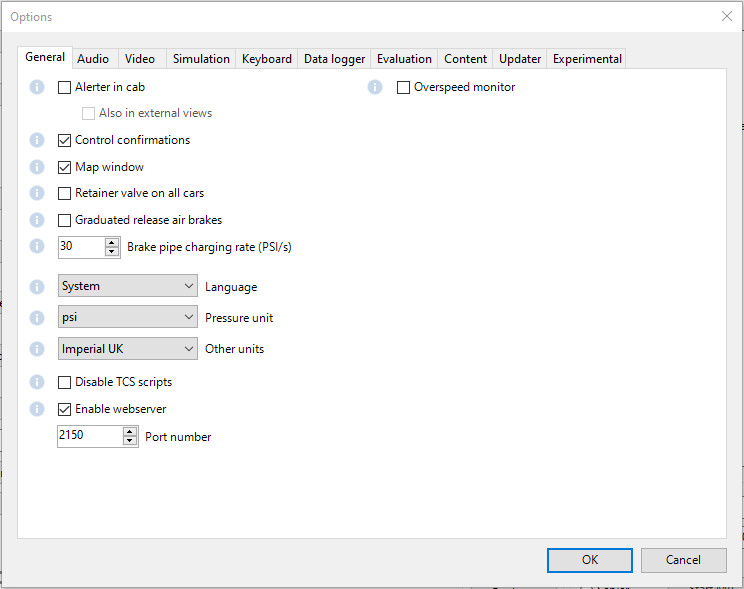 Options
General Audio Video Simulation Keyboard Data logger Evaluation Content Updater Experimental
Alerter in cab
Overspeed monitor
Also in external views
Control confirmations
Map window
Retainer valve on all cars
Graduated release air brakes
30 Brake pipe charging rate (PSI/s)
System Language
psi Pressure unit
Imperial UK Other units
Disable TCS scripts
Enable webserver
2150 Port number
OK Cancel